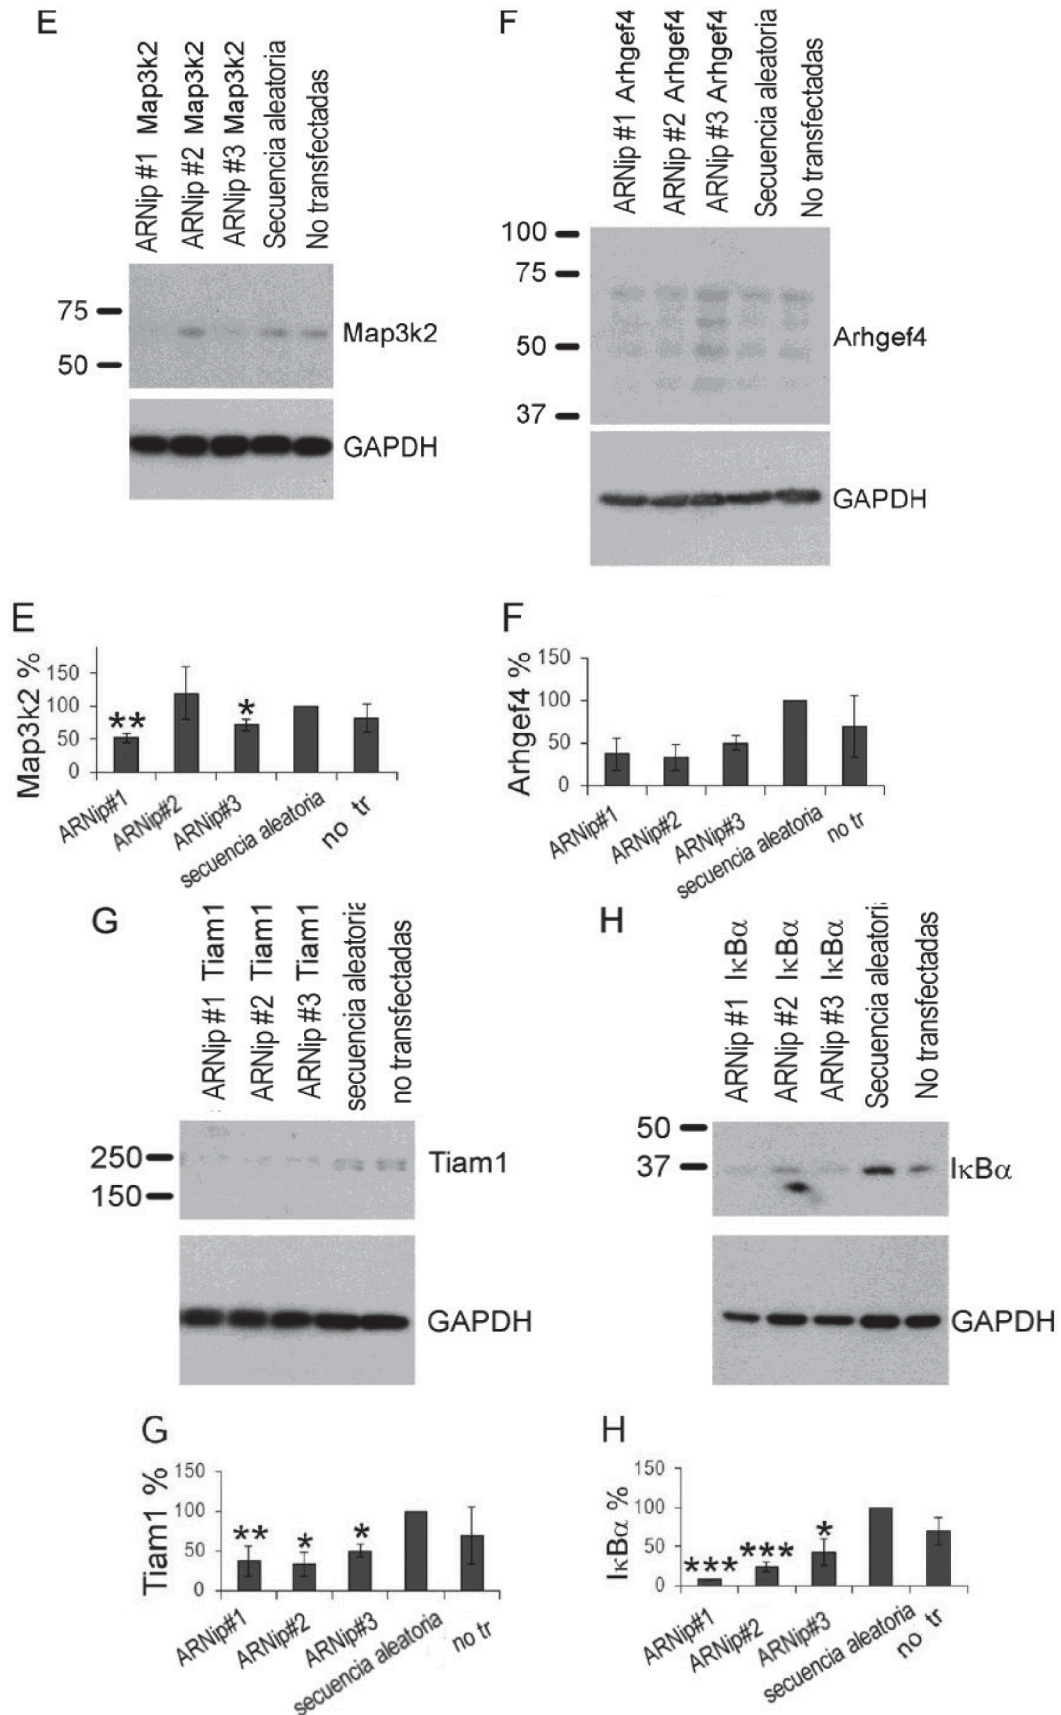 E
ARNip #1 Map3k2
ARNip #2 Map3k2
ARNip #3 Map3k2
Secuencia aleatoria
No transfectadas
75
50
Map3k2
GAPDH
F
ARNip #1 Arhgef4
ARNip #2 Arhgef4
ARNip #3 Arhgef4
Secuencia aleatoria
No transfectadas
100
75
50
37
Arhgef4
GAPDH
E
Map3k2 %
150
100
50
0
**
*
ARNip#1
ARNip#2
ARNip#3
secuencia aleatoria
no tr
F
Arhgef4 %
150
100
50
0
ARNip#1
ARNip#2
ARNip#3
secuencia aleatoria
no tr
G
ARNip #1 Tiam1
ARNip #2 Tiam1
ARNip #3 Tiam1
secuencia aleatoria
no transfectadas
250
150
Tiam1
GAPDH
H
ARNip #1 IκBα
ARNip #2 IκBα
ARNip #3 IκBα
Secuencia aleatori
No transfectadas
50
37
IκBα
GAPDH
G
Tiam1 %
150
100
50
0
**
*
*
ARNip#1
ARNip#2
ARNip#3
secuencia aleatoria
no tr
H
IκBα %
150
100
50
0
***
***
*
ARNip#1
ARNip#2
ARNip#3
secuencia aleatoria
no tr